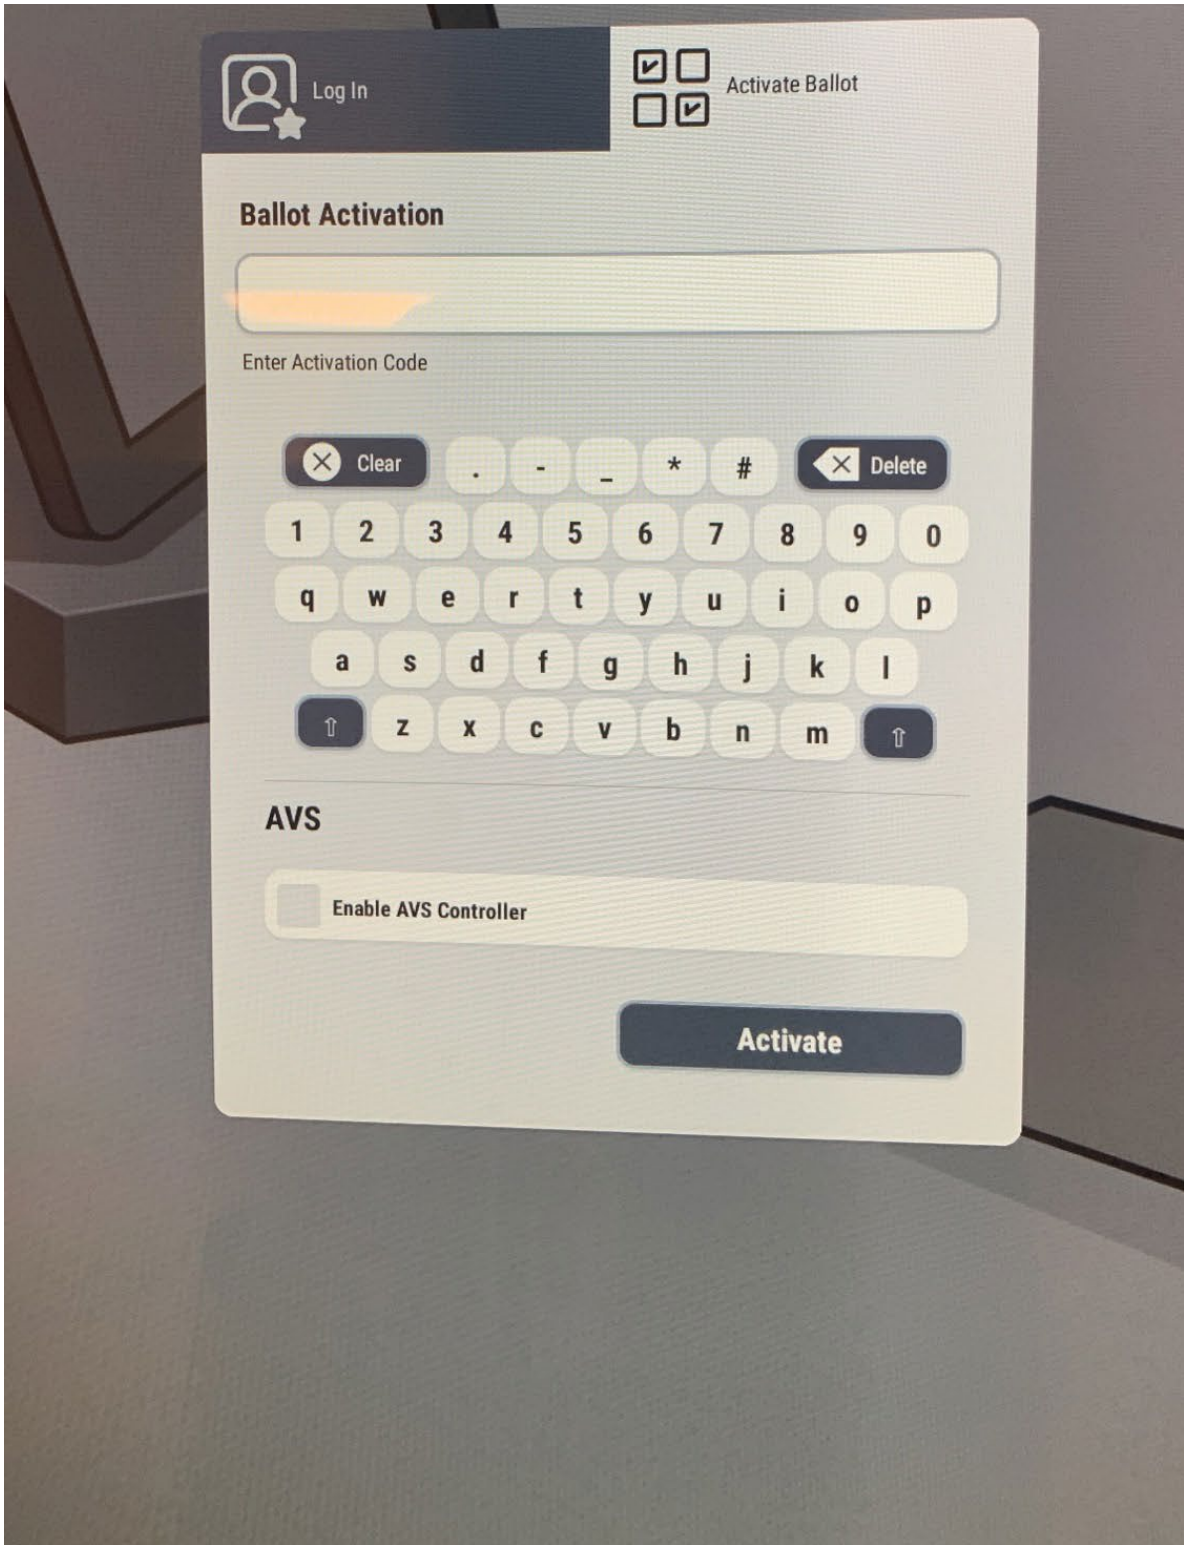 Log In
Activate Ballot
Ballot Activation
Enter Activation Code
Clear . - _ * # Delete
1 2 3 4 5 6 7 8 9 0
q w e r t y u i o p
a s d f g h j k l
⇧ z x c v b n m ⇧
AVS
Enable AVS Controller
Activate